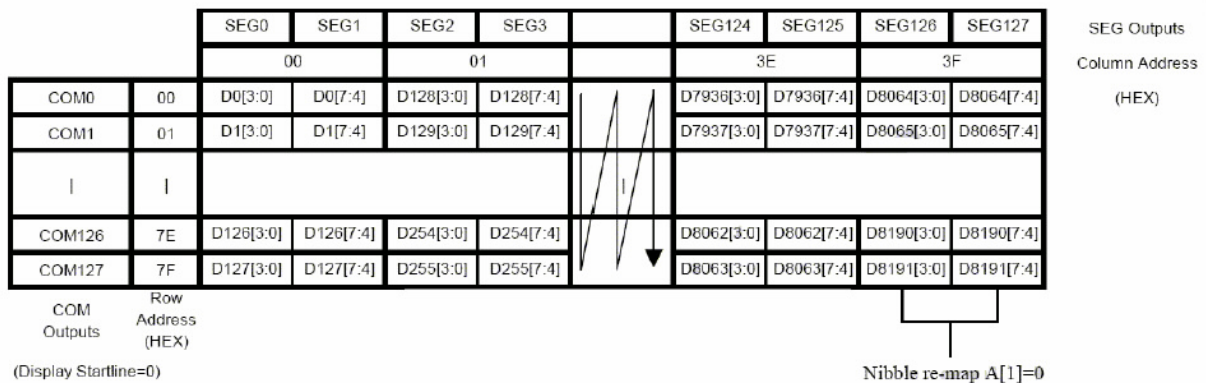 SEG0 SEG1 SEG2 SEG3 SEG124 SEG125 SEG126 SEG127 SEG Outputs
00 01 3E 3F Column Address
(HEX)
COM0 00 D0[3:0] D0[7:4] D128[3:0] D128[7:4] D7936[3:0] D7936[7:4] D8064[3:0] D8064[7:4]
COM1 01 D1[3:0] D1[7:4] D129[3:0] D129[7:4] D7937[3:0] D7937[7:4] D8065[3:0] D8065[7:4]
| | |
COM126 7E D126[3:0] D126[7:4] D254[3:0] D254[7:4] D8062[3:0] D8062[7:4] D8190[3:0] D8190[7:4]
COM127 7F D127[3:0] D127[7:4] D255[3:0] D255[7:4] D8063[3:0] D8063[7:4] D8191[3:0] D8191[7:4]
COM
Outputs
Row
Address
(HEX)
(Display Startline=0)
Nibble re-map A[1]=0